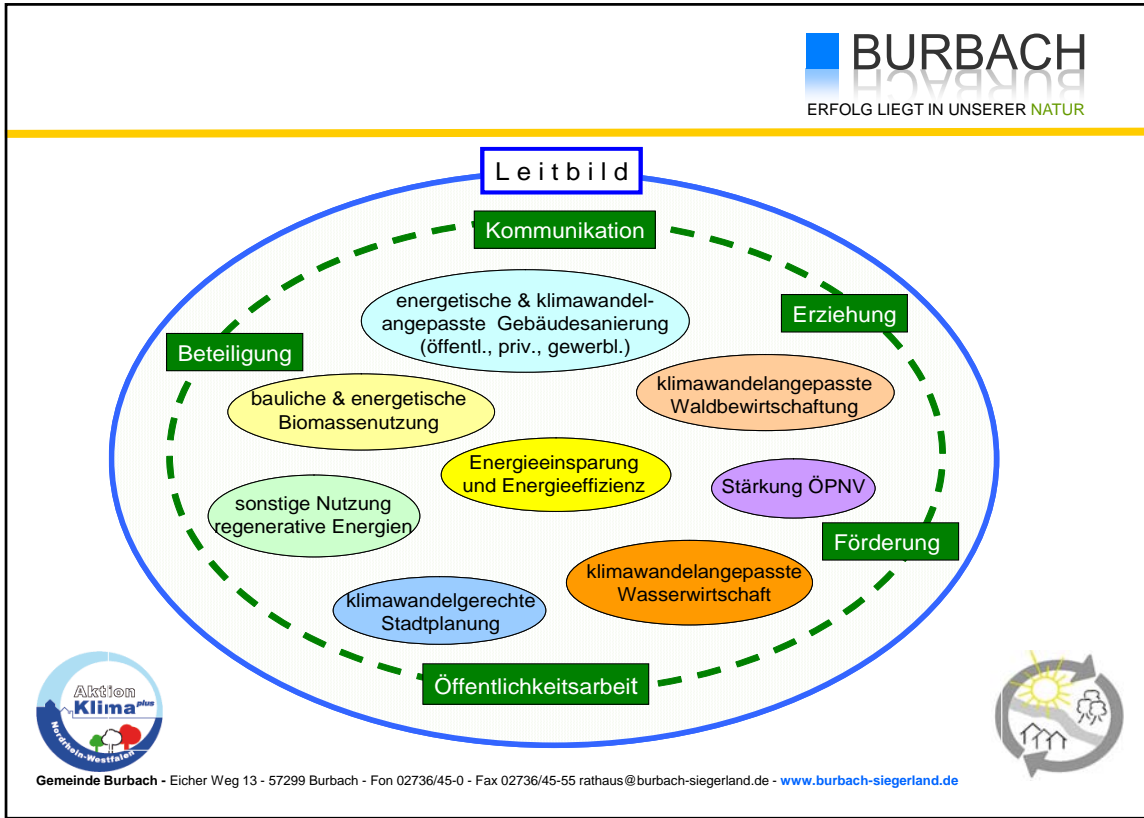 BURBACH
ERFOLG LIEGT IN UNSERER NATUR
L e i t b i l d
Kommunikation
energetische & klimawandel-
angepasste Gebäudesanierung
(öffentl., priv., gewerbl.)
Erziehung
Beteiligung
klimawandelangepasste
Waldbewirtschaftung
bauliche & energetische
Biomassenutzung
Energieeinsparung
und Energieeffizienz
Stärkung ÖPNV
sonstige Nutzung
regenerative Energien
Förderung
klimawandelangepasste
Wasserwirtschaft
klimawandelgerechte
Stadtplanung
Öffentlichkeitsarbeit
Aktion
Klima plus
Nordrhein-Westfalen
Gemeinde Burbach - Eicher Weg 13 - 57299 Burbach - Fon 02736/45-0 - Fax 02736/45-55 rathaus@burbach-siegerland.de - www.burbach-siegerland.de